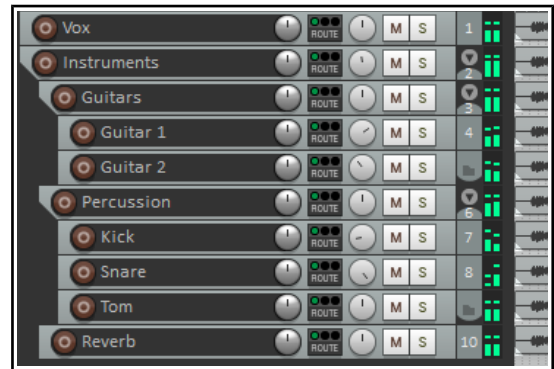 Vox ROUTE M S 1
Instruments ROUTE M S 2
Guitars ROUTE M S 3
Guitar 1 ROUTE M S 4
Guitar 2 ROUTE M S
Percussion ROUTE M S 6
Kick ROUTE M S 7
Snare ROUTE M S 8
Tom ROUTE M S
Reverb ROUTE M S 10